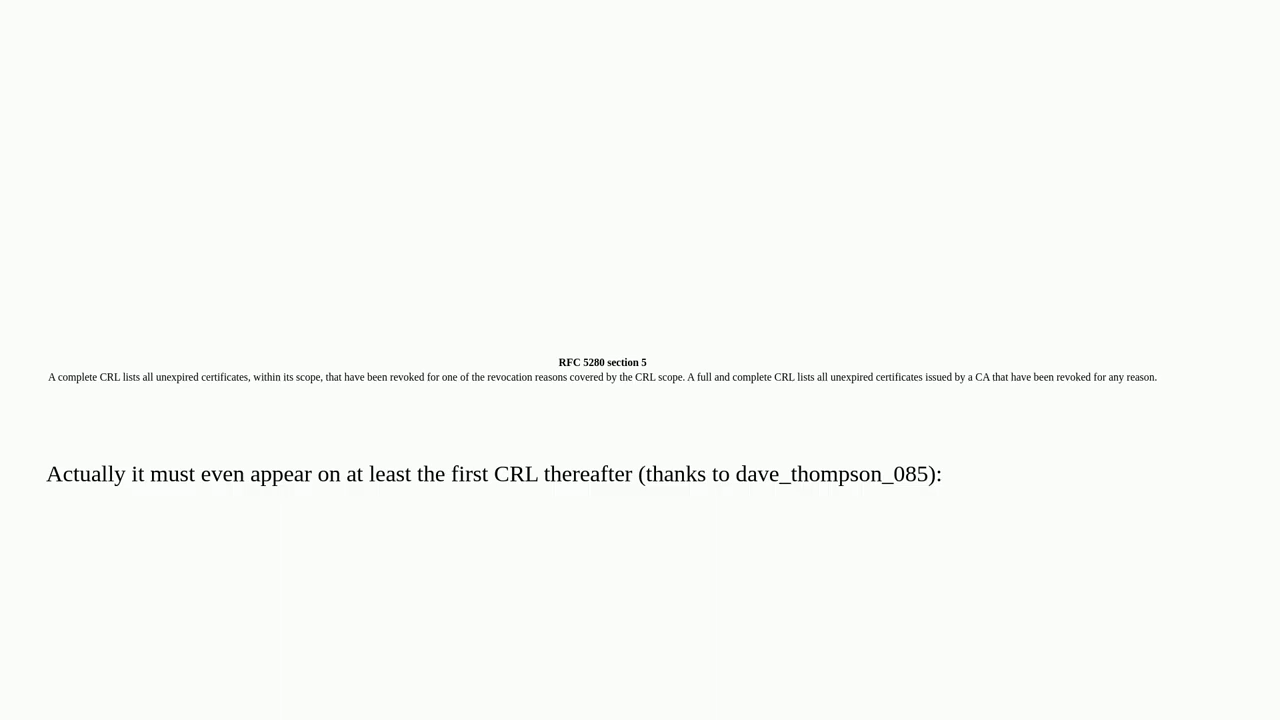 RFC 5280 section 5
A complete CRL lists all unexpired certificates, within its scope, that have been revoked for one of the revocation reasons covered by the CRL scope. A full and complete CRL lists all unexpired certificates issued by a CA that have been revoked for any reason.
Actually it must even appear on at least the first CRL thereafter (thanks to dave_thompson_085):